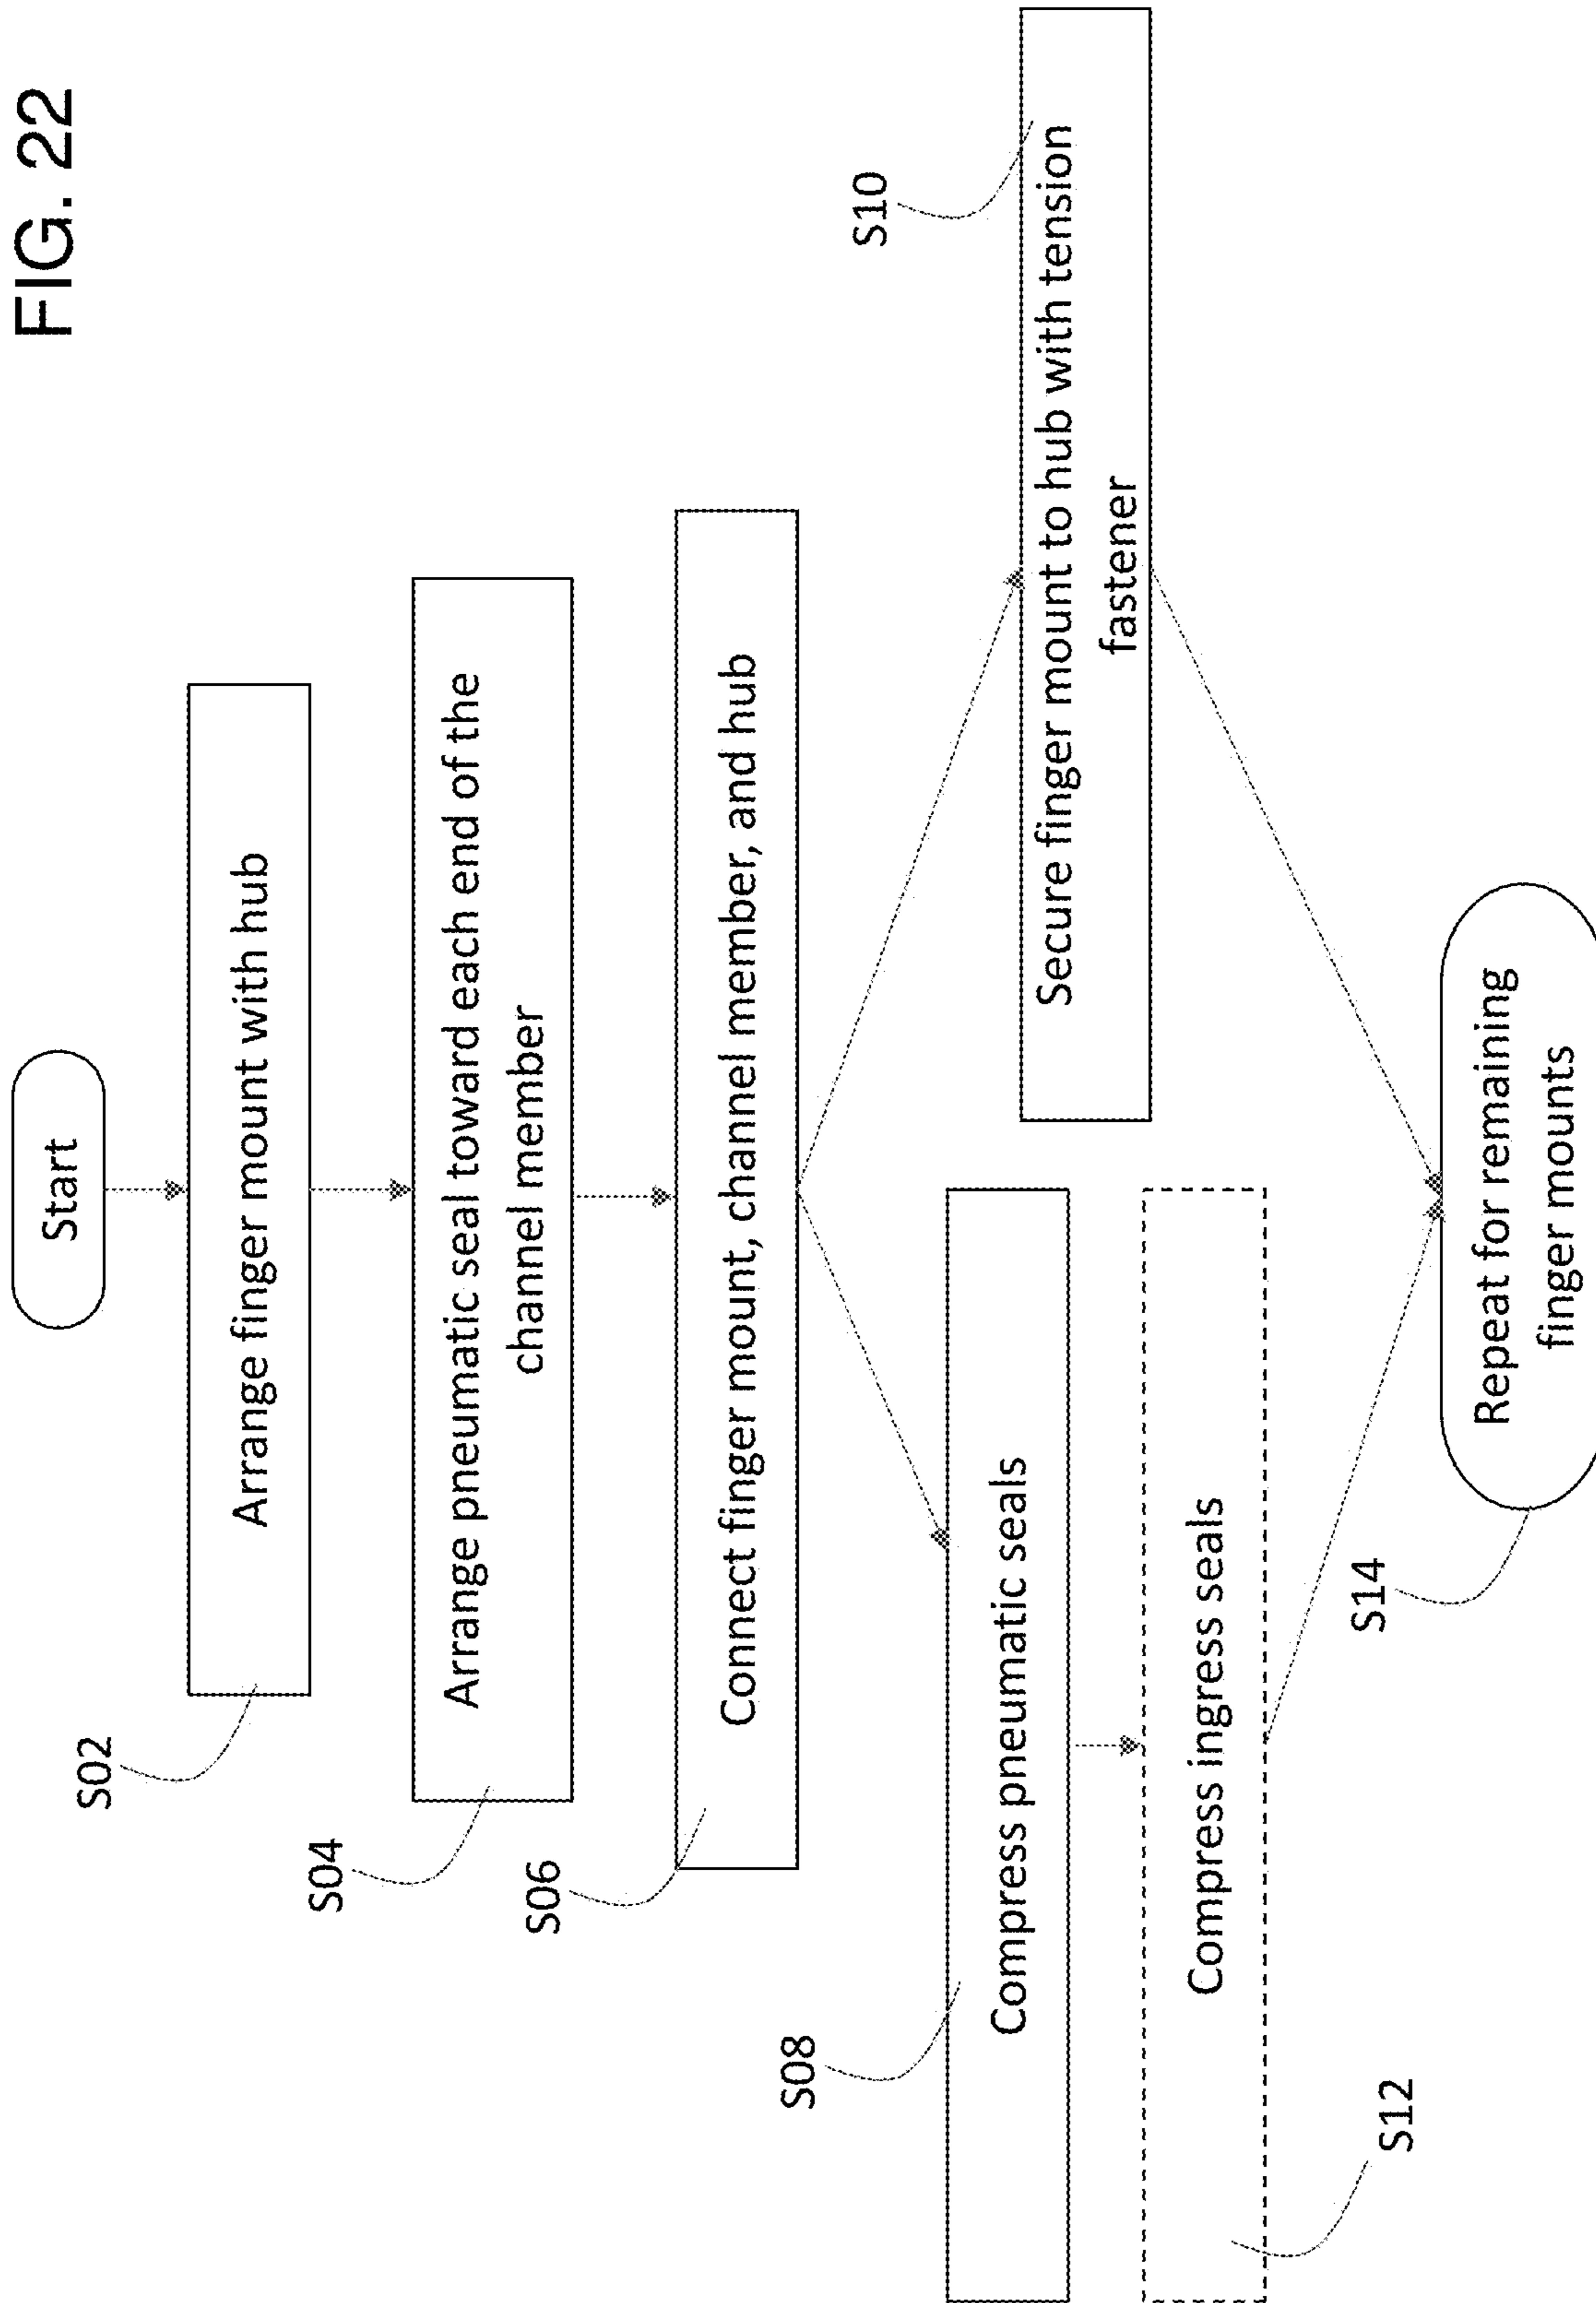 FIG. 22
Start
S02
Arrange finger mount with hub
S04
Arrange pneumatic seal toward each end of the
channel member
S06
Connect finger mount, channel member, and hub
S08
Compress pneumatic seals
S10
Secure finger mount to hub with tension
fastener
S12
Compress ingress seals
S14
Repeat for remaining
finger mounts